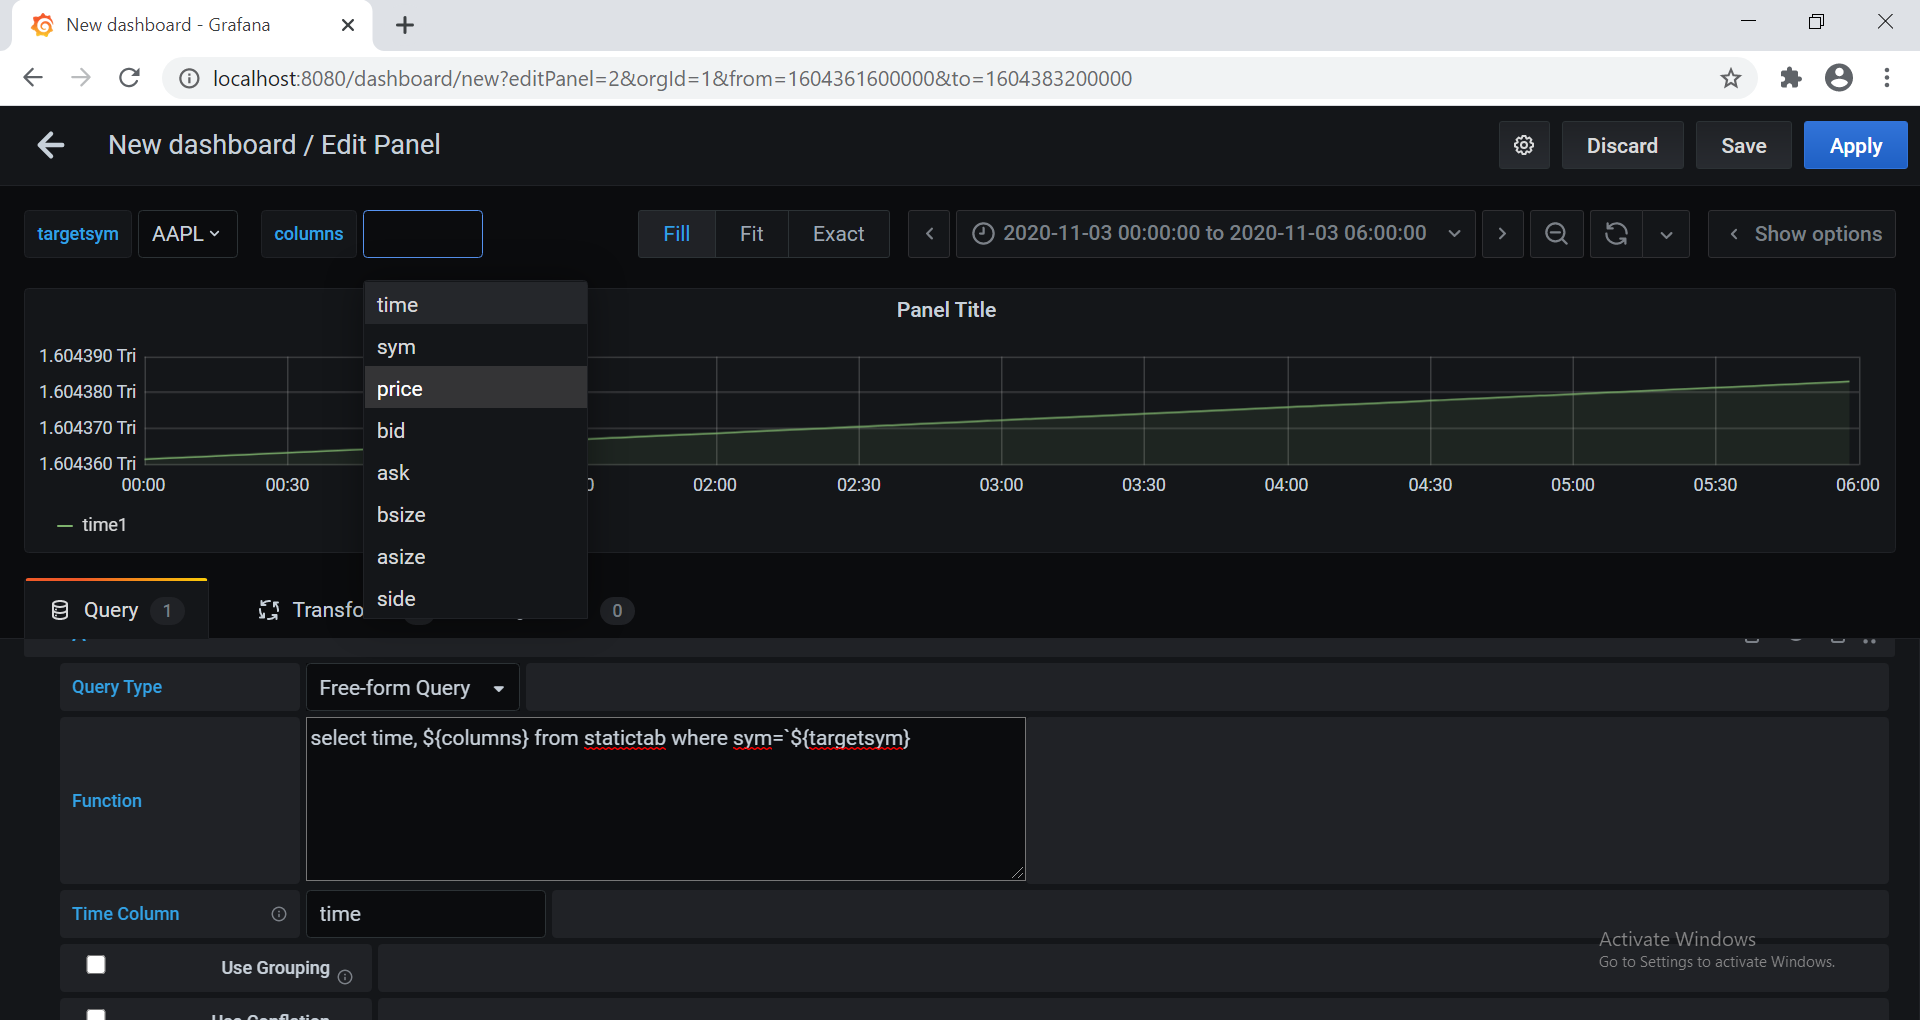 New dashboard - Grafana
localhost:8080/dashboard/new?editPanel=2&orgId=1&from=1604361600000&to=1604383200000
New dashboard / Edit Panel
Discard
Save
Apply
targetsym
AAPL
columns
Fill
Fit
Exact
2020-11-03 00:00:00 to 2020-11-03 06:00:00
Show options
time
sym
price
bid
ask
bsize
asize
side
Panel Title
1.604390 Tri
1.604380 Tri
1.604370 Tri
1.604360 Tri
00:00
00:30
02:00
02:30
03:00
03:30
04:00
04:30
05:00
05:30
06:00
time1
Query 1
Transfo
0
Query Type
Free-form Query
Function
select time, ${columns} from statictab where sym=`${targetsym}
Time Column
time
Use Grouping
Activate Windows
Go to Settings to activate Windows.